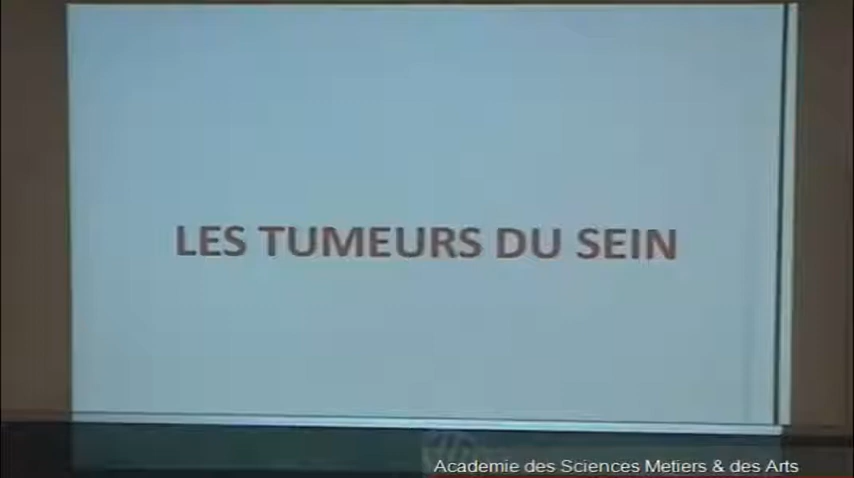 LES TUMEURS DU SEIN
Academie des Sciences Metiers & des Arts